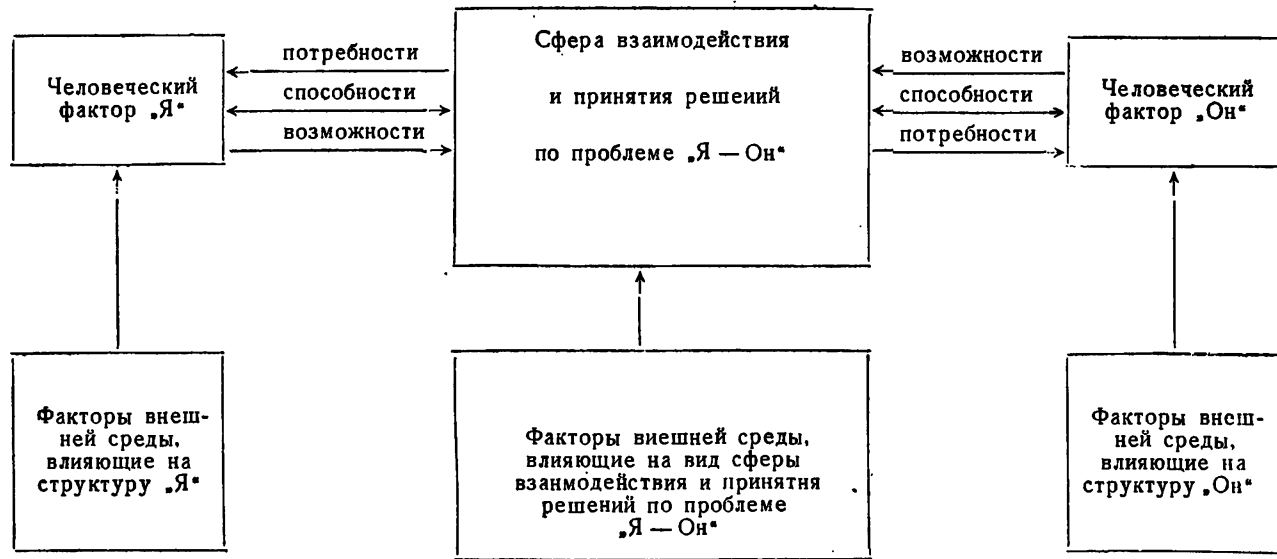 Человеческий
фактор „Я“
потребности
способности
возможности
Сфера взаимодействия
и принятия решений
по проблеме „Я — Он“
возможности
способности
потребности
Человеческий
фактор „Он“
Факторы внеш-
ней среды,
влияющие на
структуру „Я“
Факторы внешней среды,
влияющие на вид сферы
взаимодействия и принятия
решений по проблеме
„Я — Он“
Факторы внеш-
ней среды,
влияющие на
структуру „Он“